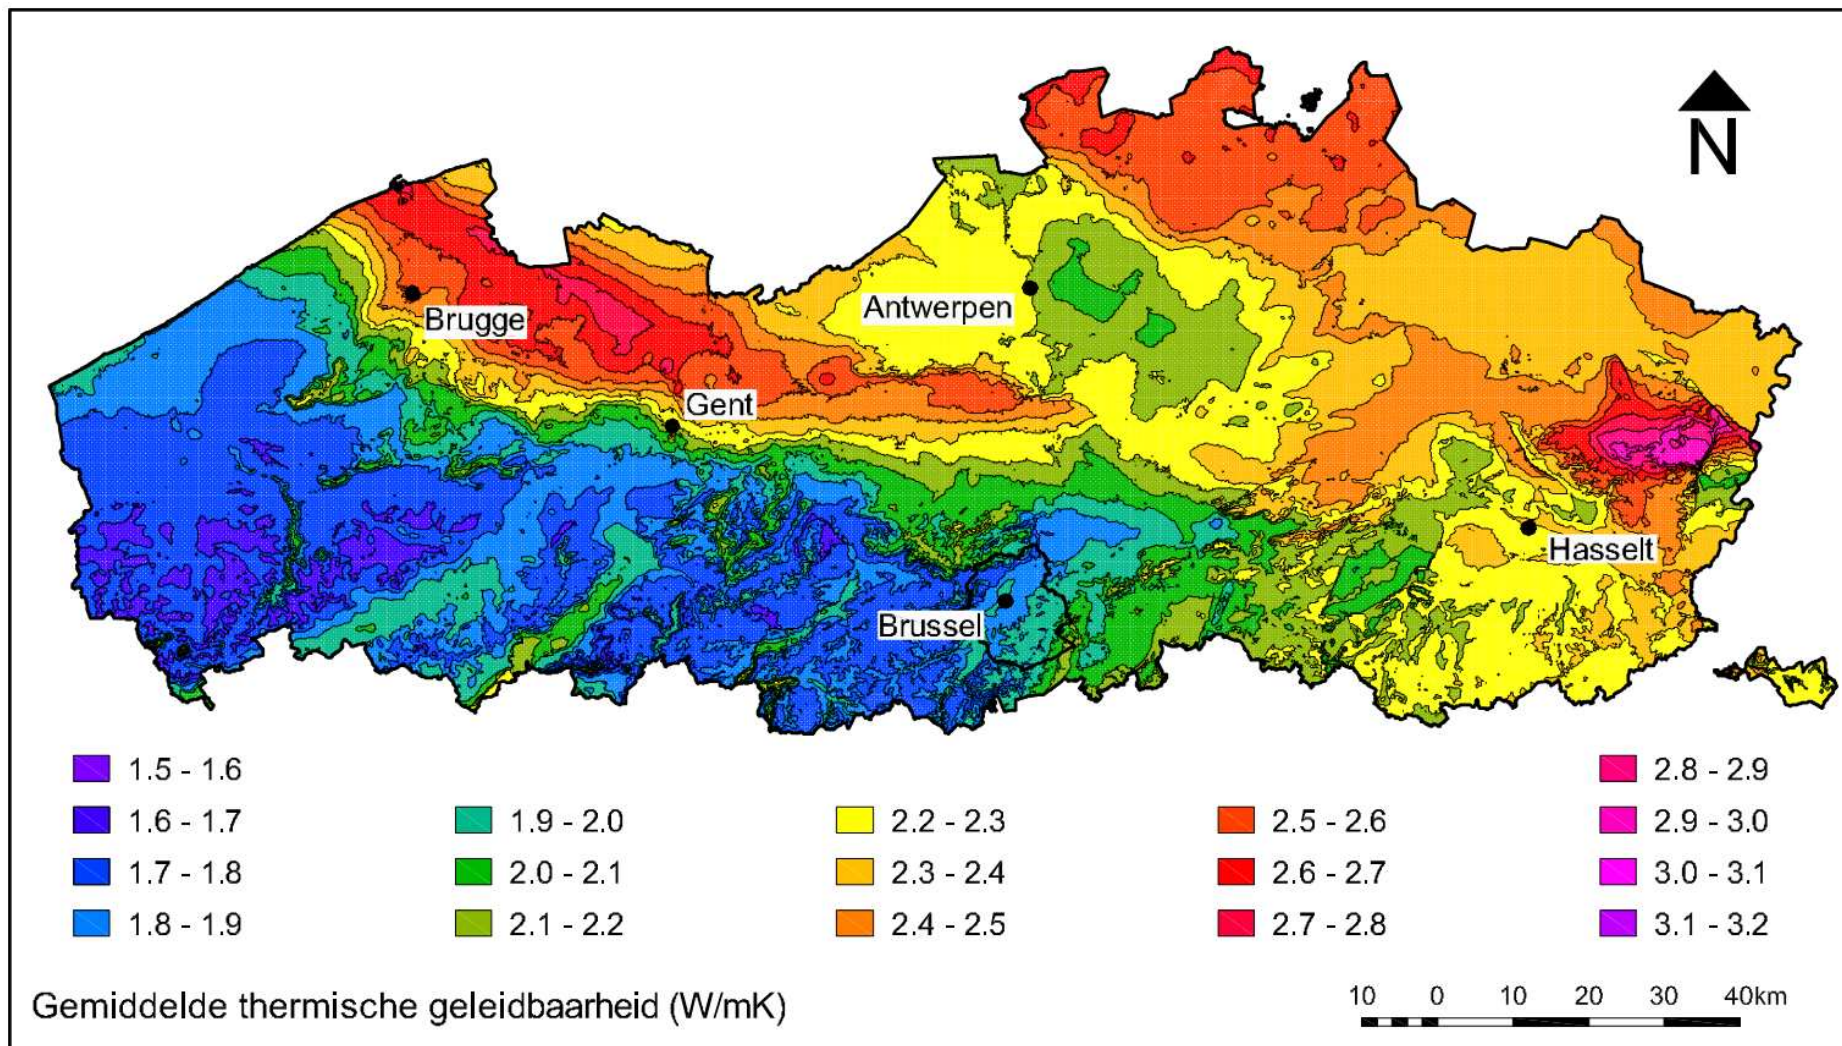 N
Brugge
Antwerpen
Gent
Hasselt
Brussel
1.5 - 1.6
2.8 - 2.9
1.6 - 1.7
1.9 - 2.0
2.2 - 2.3
2.5 - 2.6
2.9 - 3.0
1.7 - 1.8
2.0 - 2.1
2.3 - 2.4
2.6 - 2.7
3.0 - 3.1
1.8 - 1.9
2.1 - 2.2
2.4 - 2.5
2.7 - 2.8
3.1 - 3.2
Gemiddelde thermische geleidbaarheid (W/mK)
10 0 10 20 30 40km